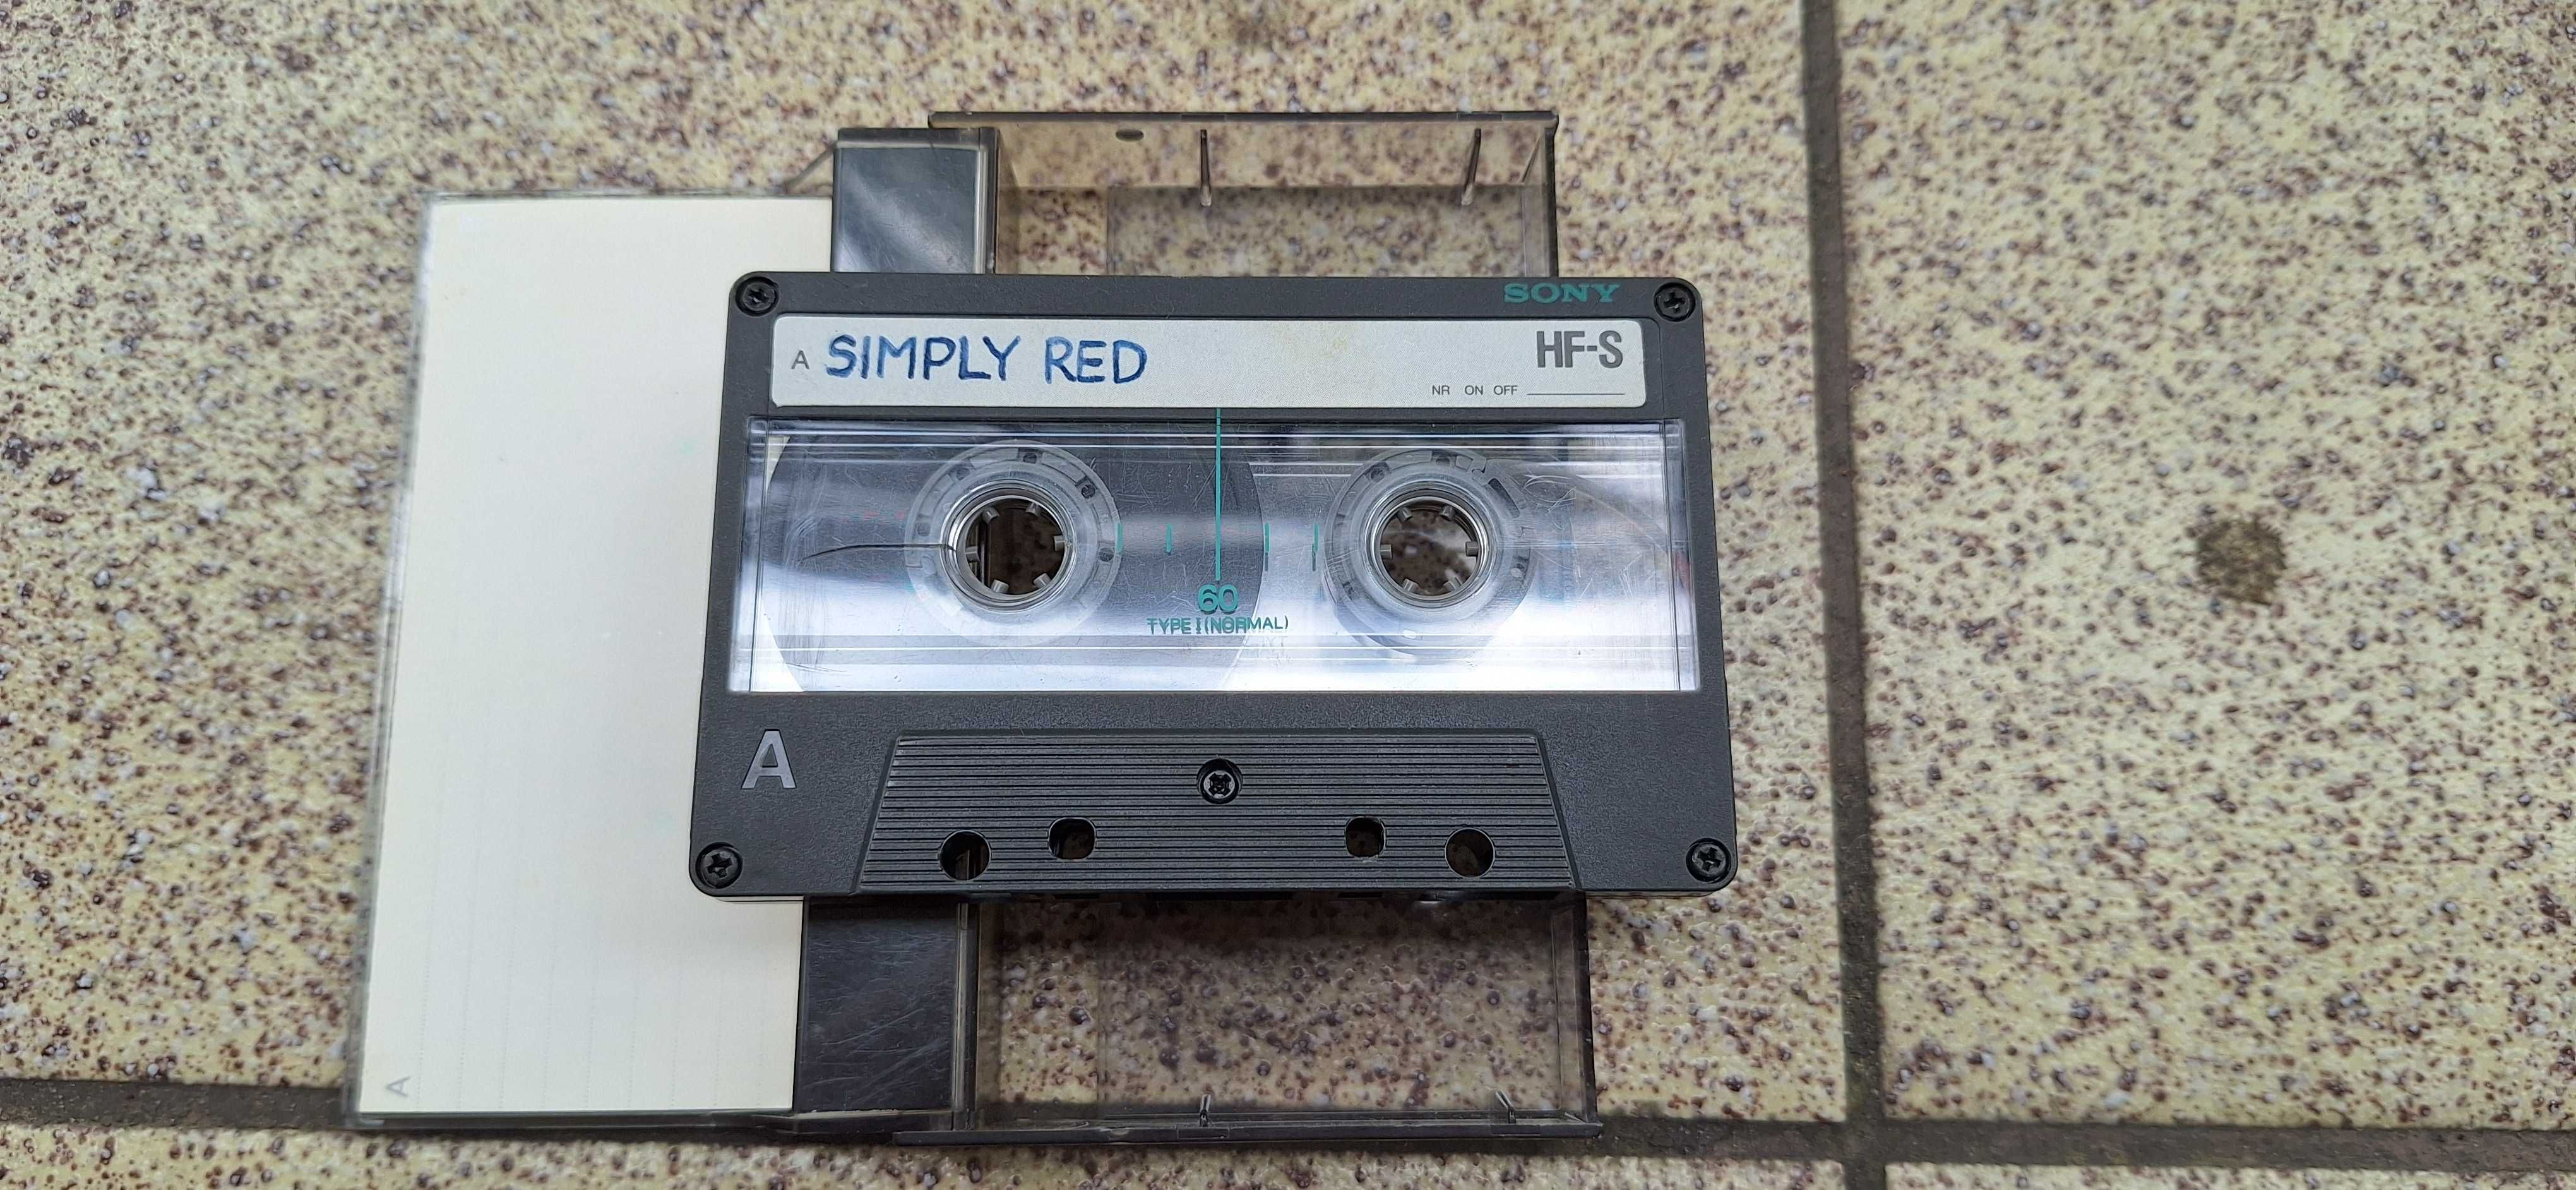 SONY
A SIMPLY RED HF-S
NR ON OFF
60
TYPE I (NORMAL)
A
A